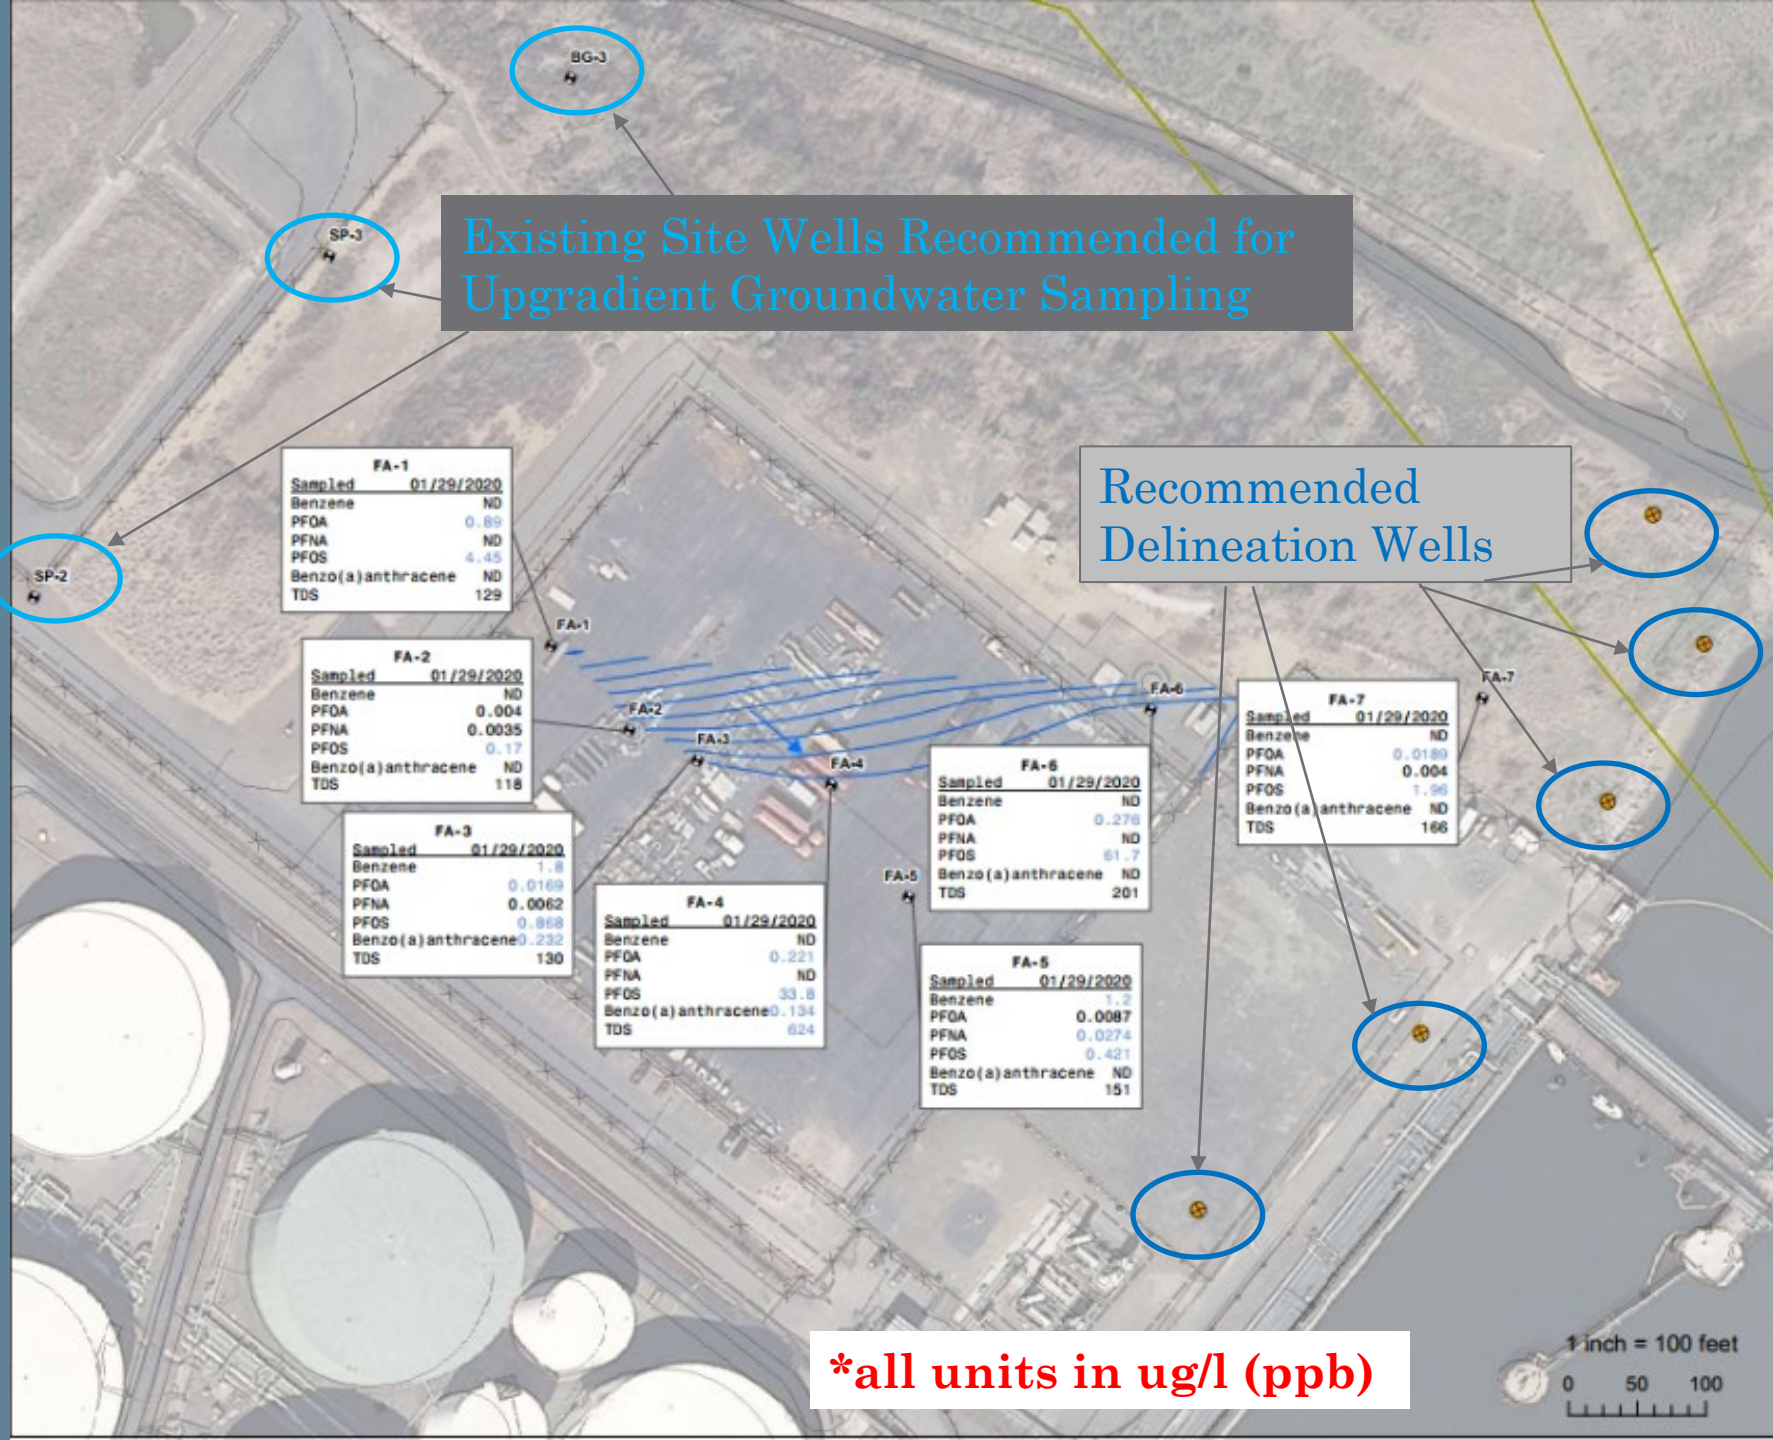 BG-3
SP-3
Existing Site Wells Recommended for
Upgradient Groundwater Sampling
SP-2
FA-1
Sampled 01/29/2020
Benzene ND
PFOA 0.89
PFNA ND
PFOS 4.45
Benzo(a)anthracene ND
TDS 129
Recommended
Delineation Wells
FA-1
FA-2
Sampled 01/29/2020
Benzene ND
PFOA 0.004
PFNA 0.0035
PFOS 0.17
Benzo(a)anthracene ND
TDS 118
FA-2
FA-3
FA-4
FA-6
FA-7
FA-7
Sampled 01/29/2020
Benzene ND
PFOA 0.0189
PFNA 0.004
PFOS 1.96
Benzo(a)anthracene ND
TDS 166
FA-6
Sampled 01/29/2020
Benzene ND
PFOA 0.276
PFNA ND
PFOS 61.7
Benzo(a)anthracene ND
TDS 201
FA-3
Sampled 01/29/2020
Benzene 1.8
PFOA 0.0169
PFNA 0.0062
PFOS 0.868
Benzo(a)anthracene 0.232
TDS 130
FA-4
Sampled 01/29/2020
Benzene ND
PFOA 0.221
PFNA ND
PFOS 33.8
Benzo(a)anthracene 0.134
TDS 624
FA-5
FA-5
Sampled 01/29/2020
Benzene 1.2
PFOA 0.0087
PFNA 0.0274
PFOS 0.421
Benzo(a)anthracene ND
TDS 151
*all units in ug/l (ppb)
1 inch = 100 feet
0 50 100